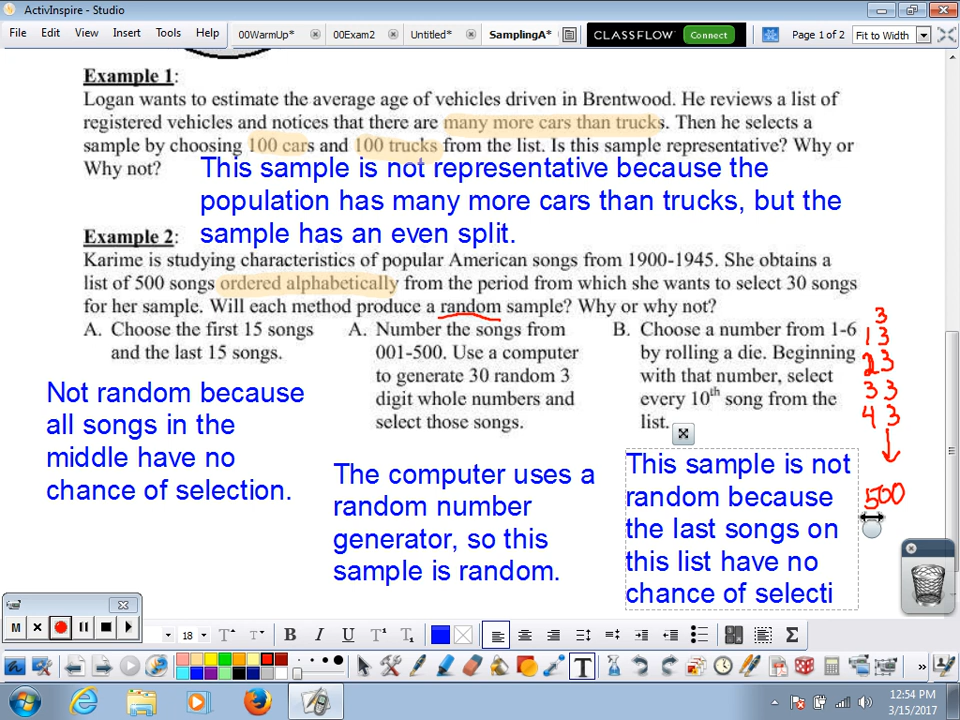 ActivInspire - Studio
File Edit View Insert Tools Help 00WarmUp* 00Exam2 Untitled* SamplingA* CLASSFLOW Connect Page 1 of 2 Fit to Width
Example 1:
Logan wants to estimate the average age of vehicles driven in Brentwood. He reviews a list of
registered vehicles and notices that there are many more cars than trucks. Then he selects a
sample by choosing 100 cars and 100 trucks from the list. Is this sample representative? Why or
Why not?
This sample is not representative because the
population has many more cars than trucks, but the
sample has an even split.
Example 2:
Karime is studying characteristics of popular American songs from 1900-1945. She obtains a
list of 500 songs ordered alphabetically from the period from which she wants to select 30 songs
for her sample. Will each method produce a random sample? Why or why not?
A. Choose the first 15 songs
and the last 15 songs.
Not random because
all songs in the
middle have no
chance of selection.
A. Number the songs from
001-500. Use a computer
to generate 30 random 3
digit whole numbers and
select those songs.
The computer uses a
random number
generator, so this
sample is random.
B. Choose a number from 1-6
by rolling a die. Beginning
with that number, select
every 10th song from the
list.
This sample is not
random because
the last songs on
this list have no
chance of selecti
3
13
23
33
43
500
M
18 B I U T¹ T₁ Σ
T
»
12:54 PM
3/15/2017